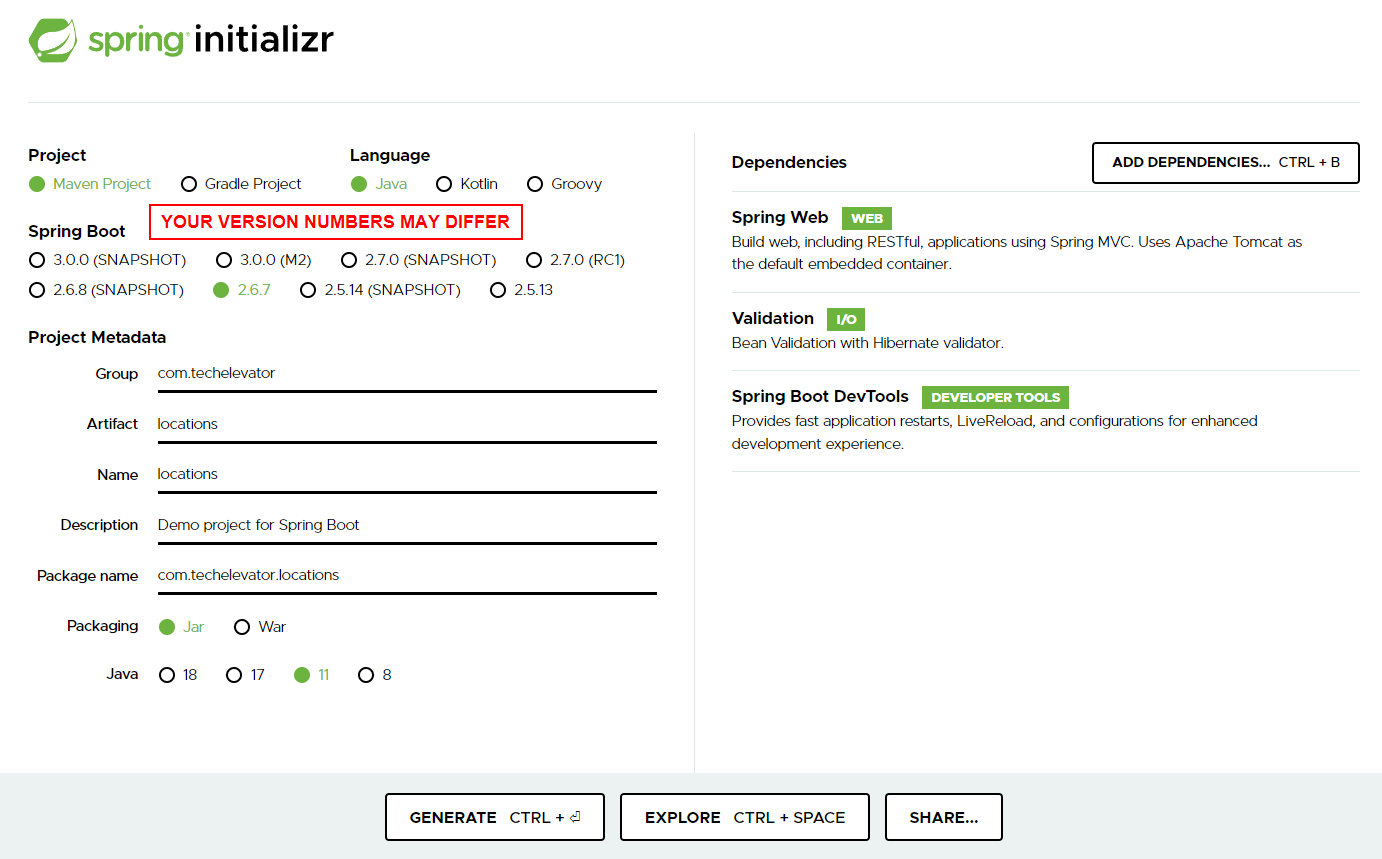 spring initializr
Project
Language
Maven Project Gradle Project
Java Kotlin Groovy
Spring Boot
YOUR VERSION NUMBERS MAY DIFFER
3.0.0 (SNAPSHOT) 3.0.0 (M2) 2.7.0 (SNAPSHOT) 2.7.0 (RC1)
2.6.8 (SNAPSHOT) 2.6.7 2.5.14 (SNAPSHOT) 2.5.13
Project Metadata
Group com.techelevator
Artifact locations
Name locations
Description Demo project for Spring Boot
Package name com.techelevator.locations
Packaging Jar War
Java 18 17 11 8
Dependencies
ADD DEPENDENCIES... CTRL + B
Spring Web WEB
Build web, including RESTful, applications using Spring MVC. Uses Apache Tomcat as
the default embedded container.
Validation I/O
Bean Validation with Hibernate validator.
Spring Boot DevTools DEVELOPER TOOLS
Provides fast application restarts, LiveReload, and configurations for enhanced
development experience.
GENERATE CTRL + ⏎
EXPLORE CTRL + SPACE
SHARE...